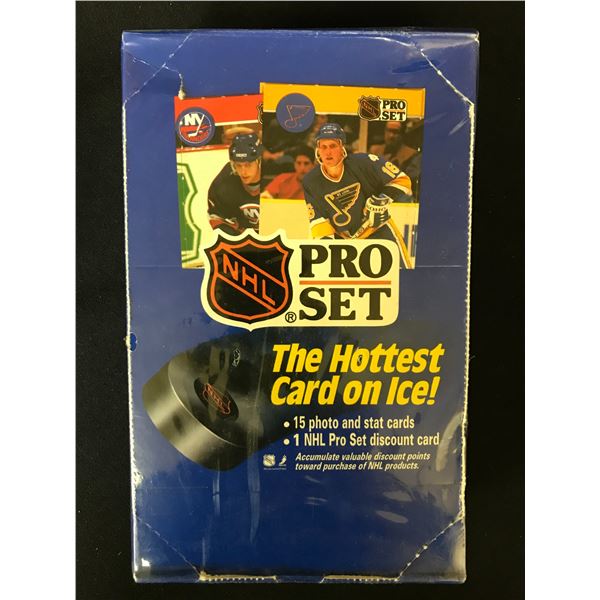 NY
PRO
SET
NHL
PRO
SET
®
The Hottest
Card on Ice!
• 15 photo and stat cards
• 1 NHL Pro Set discount card
Accumulate valuable discount points
toward purchase of NHL products.